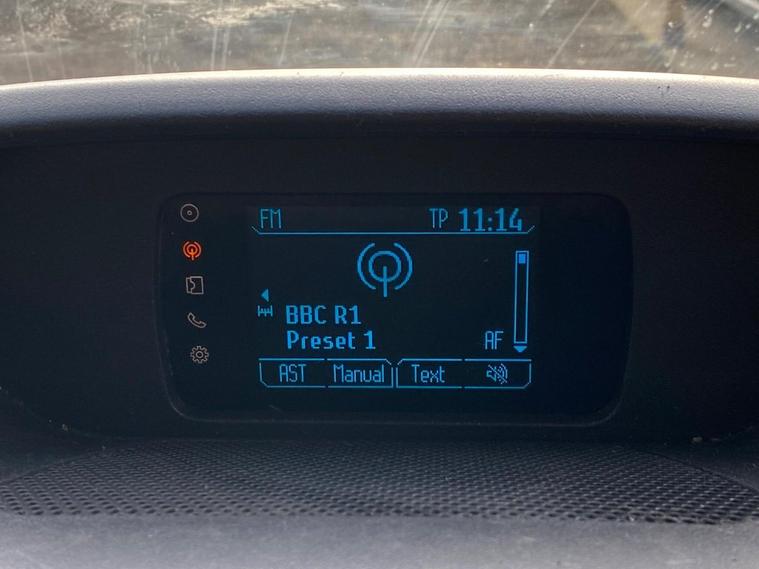 FM TP 11:14
BBC R1
Preset 1 AF
AST Manual Text